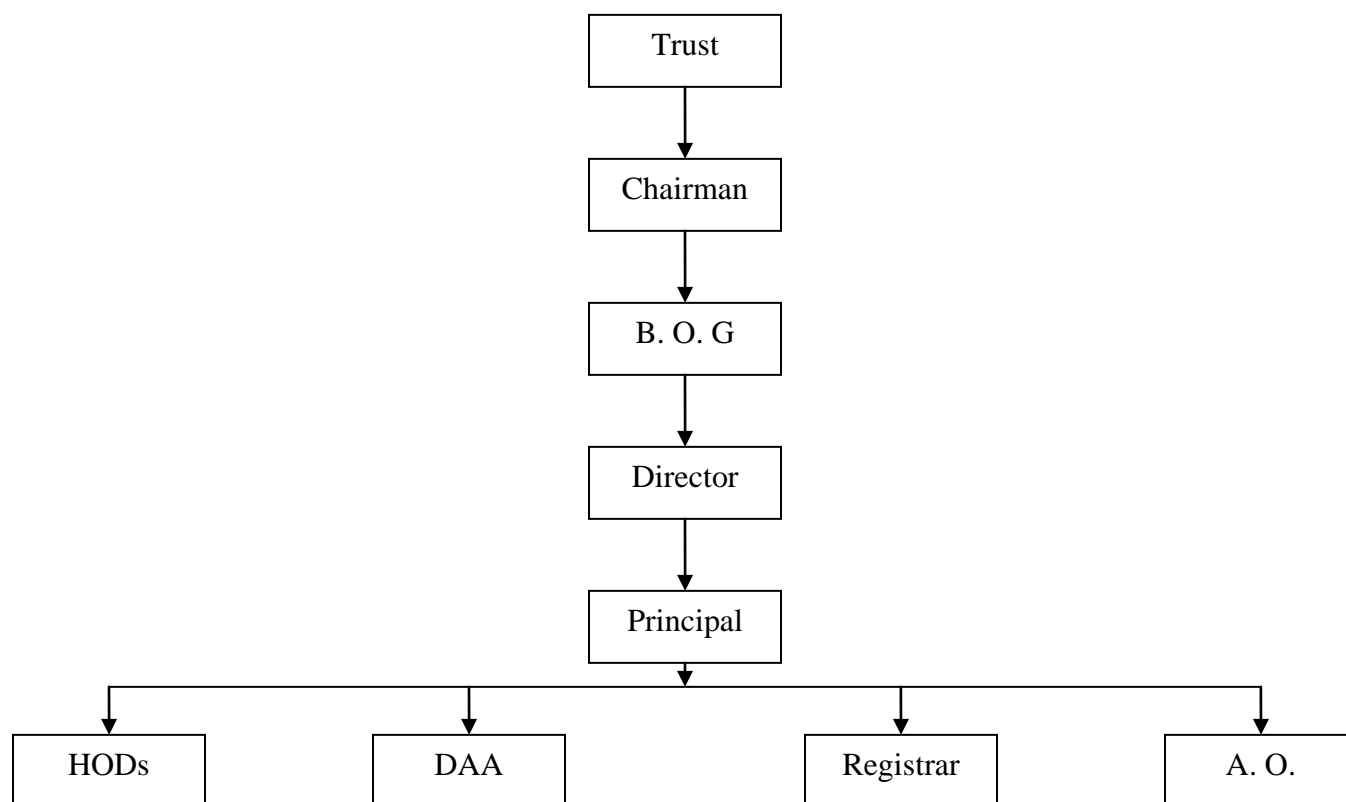 Trust
Chairman
B. O. G
Director
Principal
HODs
DAA
Registrar
A. O.